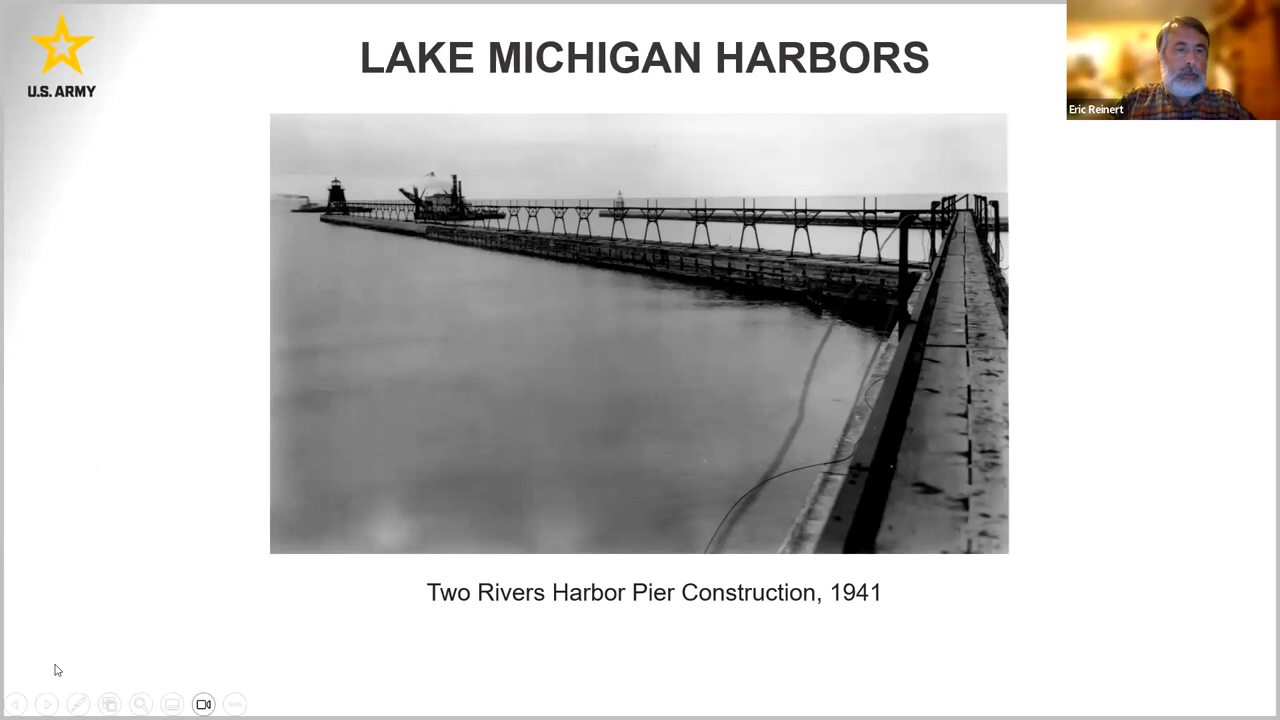 LAKE MICHIGAN HARBORS
U.S. ARMY
Eric Reinert
Two Rivers Harbor Pier Construction, 1941